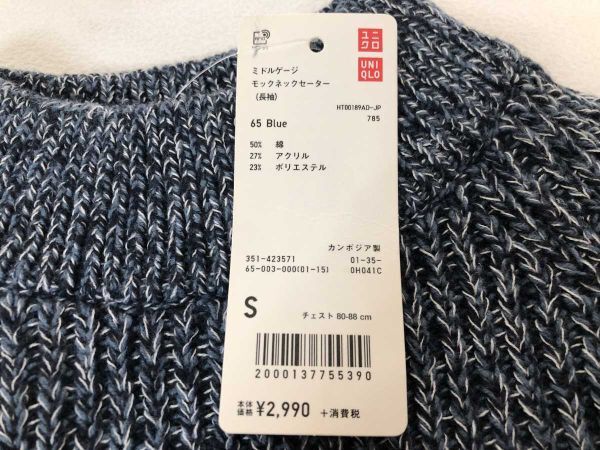 ユニ
クロ
UNI
QLO
ミドルゲージ
モックネックセーター
(長袖)
HT00189AD-JP
65 Blue
785
50% 綿
27% アクリル
23% ポリエステル
カンボジア製
351-423571
01-35-
65-003-000(01-15)
0H041C
S
チェスト 80-88 cm
2000137755390
本体
価格 ¥2,990 +消費税